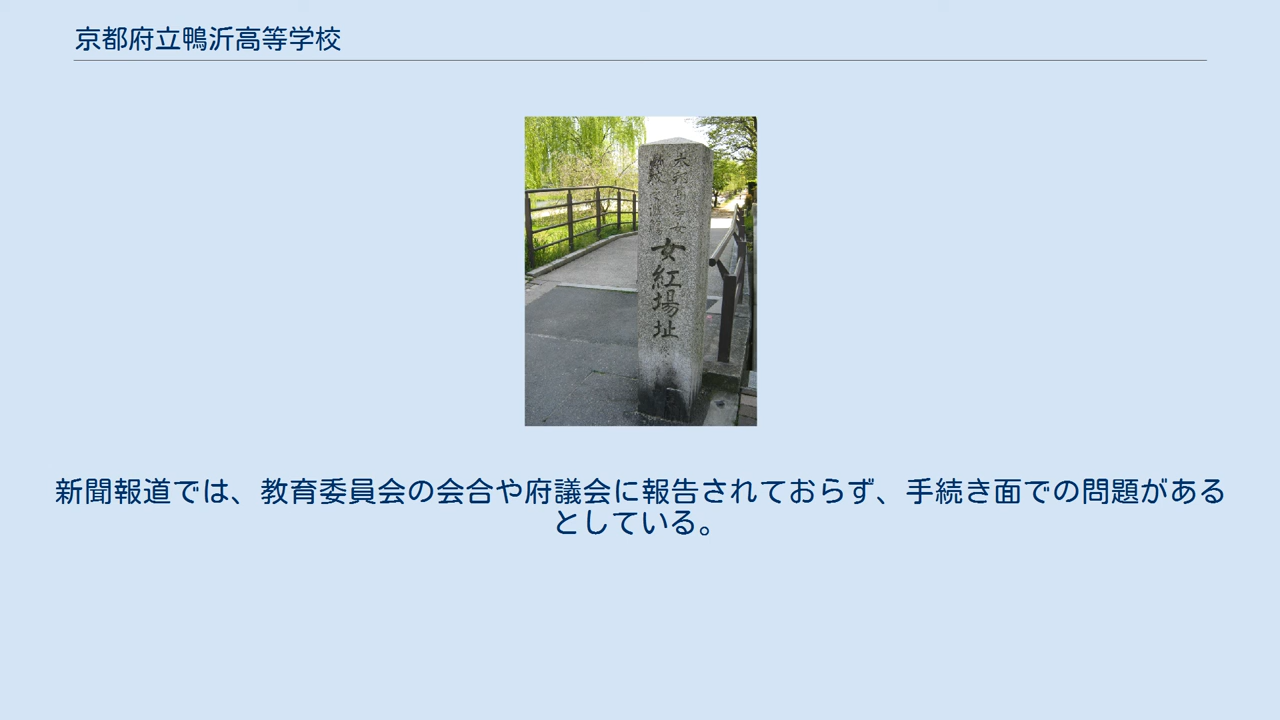 京都府立鴨沂高等学校
女紅場址
新聞報道では、教育委員会の会合や府議会に報告されておらず、手続き面での問題がある
としている。